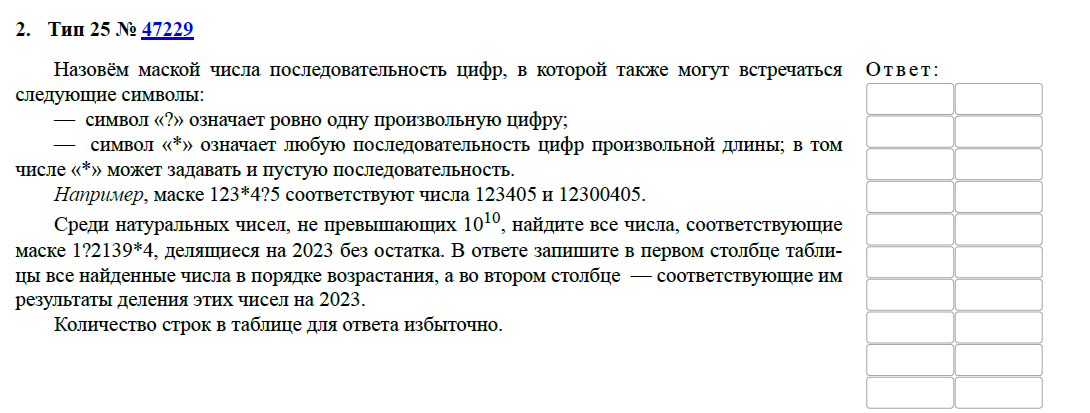 2. Тип 25 № 47229
Назовём маской числа последовательность цифр, в которой также могут встречаться
следующие символы:
— символ «?» означает ровно одну произвольную цифру;
— символ «*» означает любую последовательность цифр произвольной длины; в том
числе «*» может задавать и пустую последовательность.
Например, маске 123*4?5 соответствуют числа 123405 и 12300405.
Среди натуральных чисел, не превышающих 10¹⁰, найдите все числа, соответствующие
маске 1?2139*4, делящиеся на 2023 без остатка. В ответе запишите в первом столбце табли-
цы все найденные числа в порядке возрастания, а во втором столбце — соответствующие им
результаты деления этих чисел на 2023.
Количество строк в таблице для ответа избыточно.
Ответ: